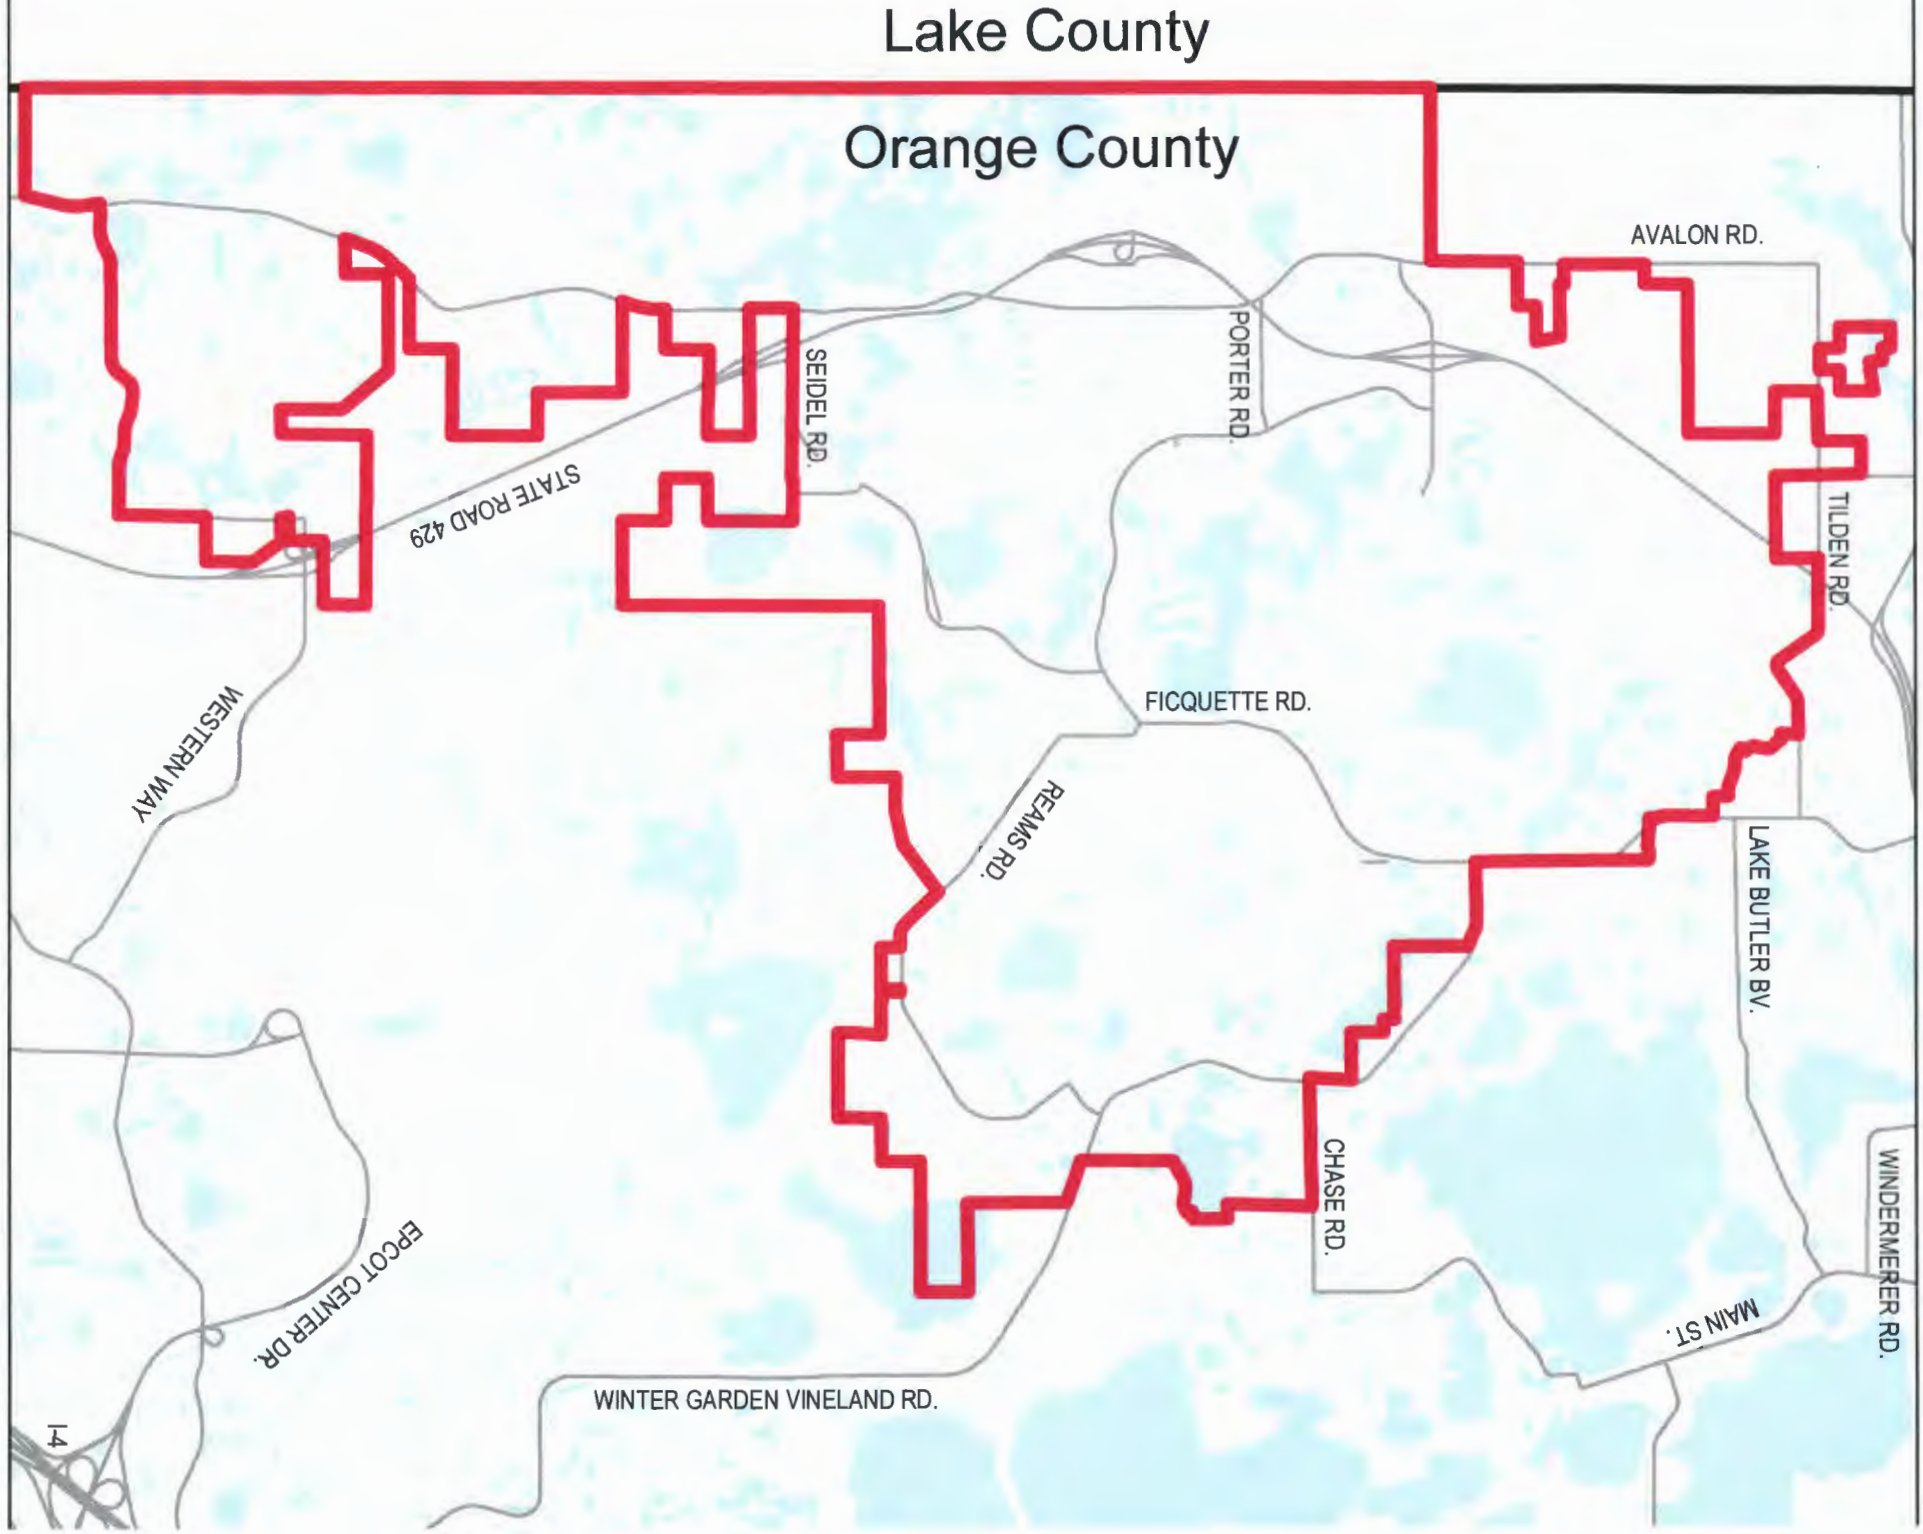 Lake County
Orange County
AVALON RD.
PORTER RD.
SEIDEL RD.
STATE ROAD 429
TILDEN RD.
FICQUETTE RD.
WESTERN WAY
REAMS RD.
LAKE BUTLER BV.
CHASE RD.
WINDERMERER RD.
EPCOT CENTER DR.
MAIN ST.
WINTER GARDEN VINELAND RD.
I-4